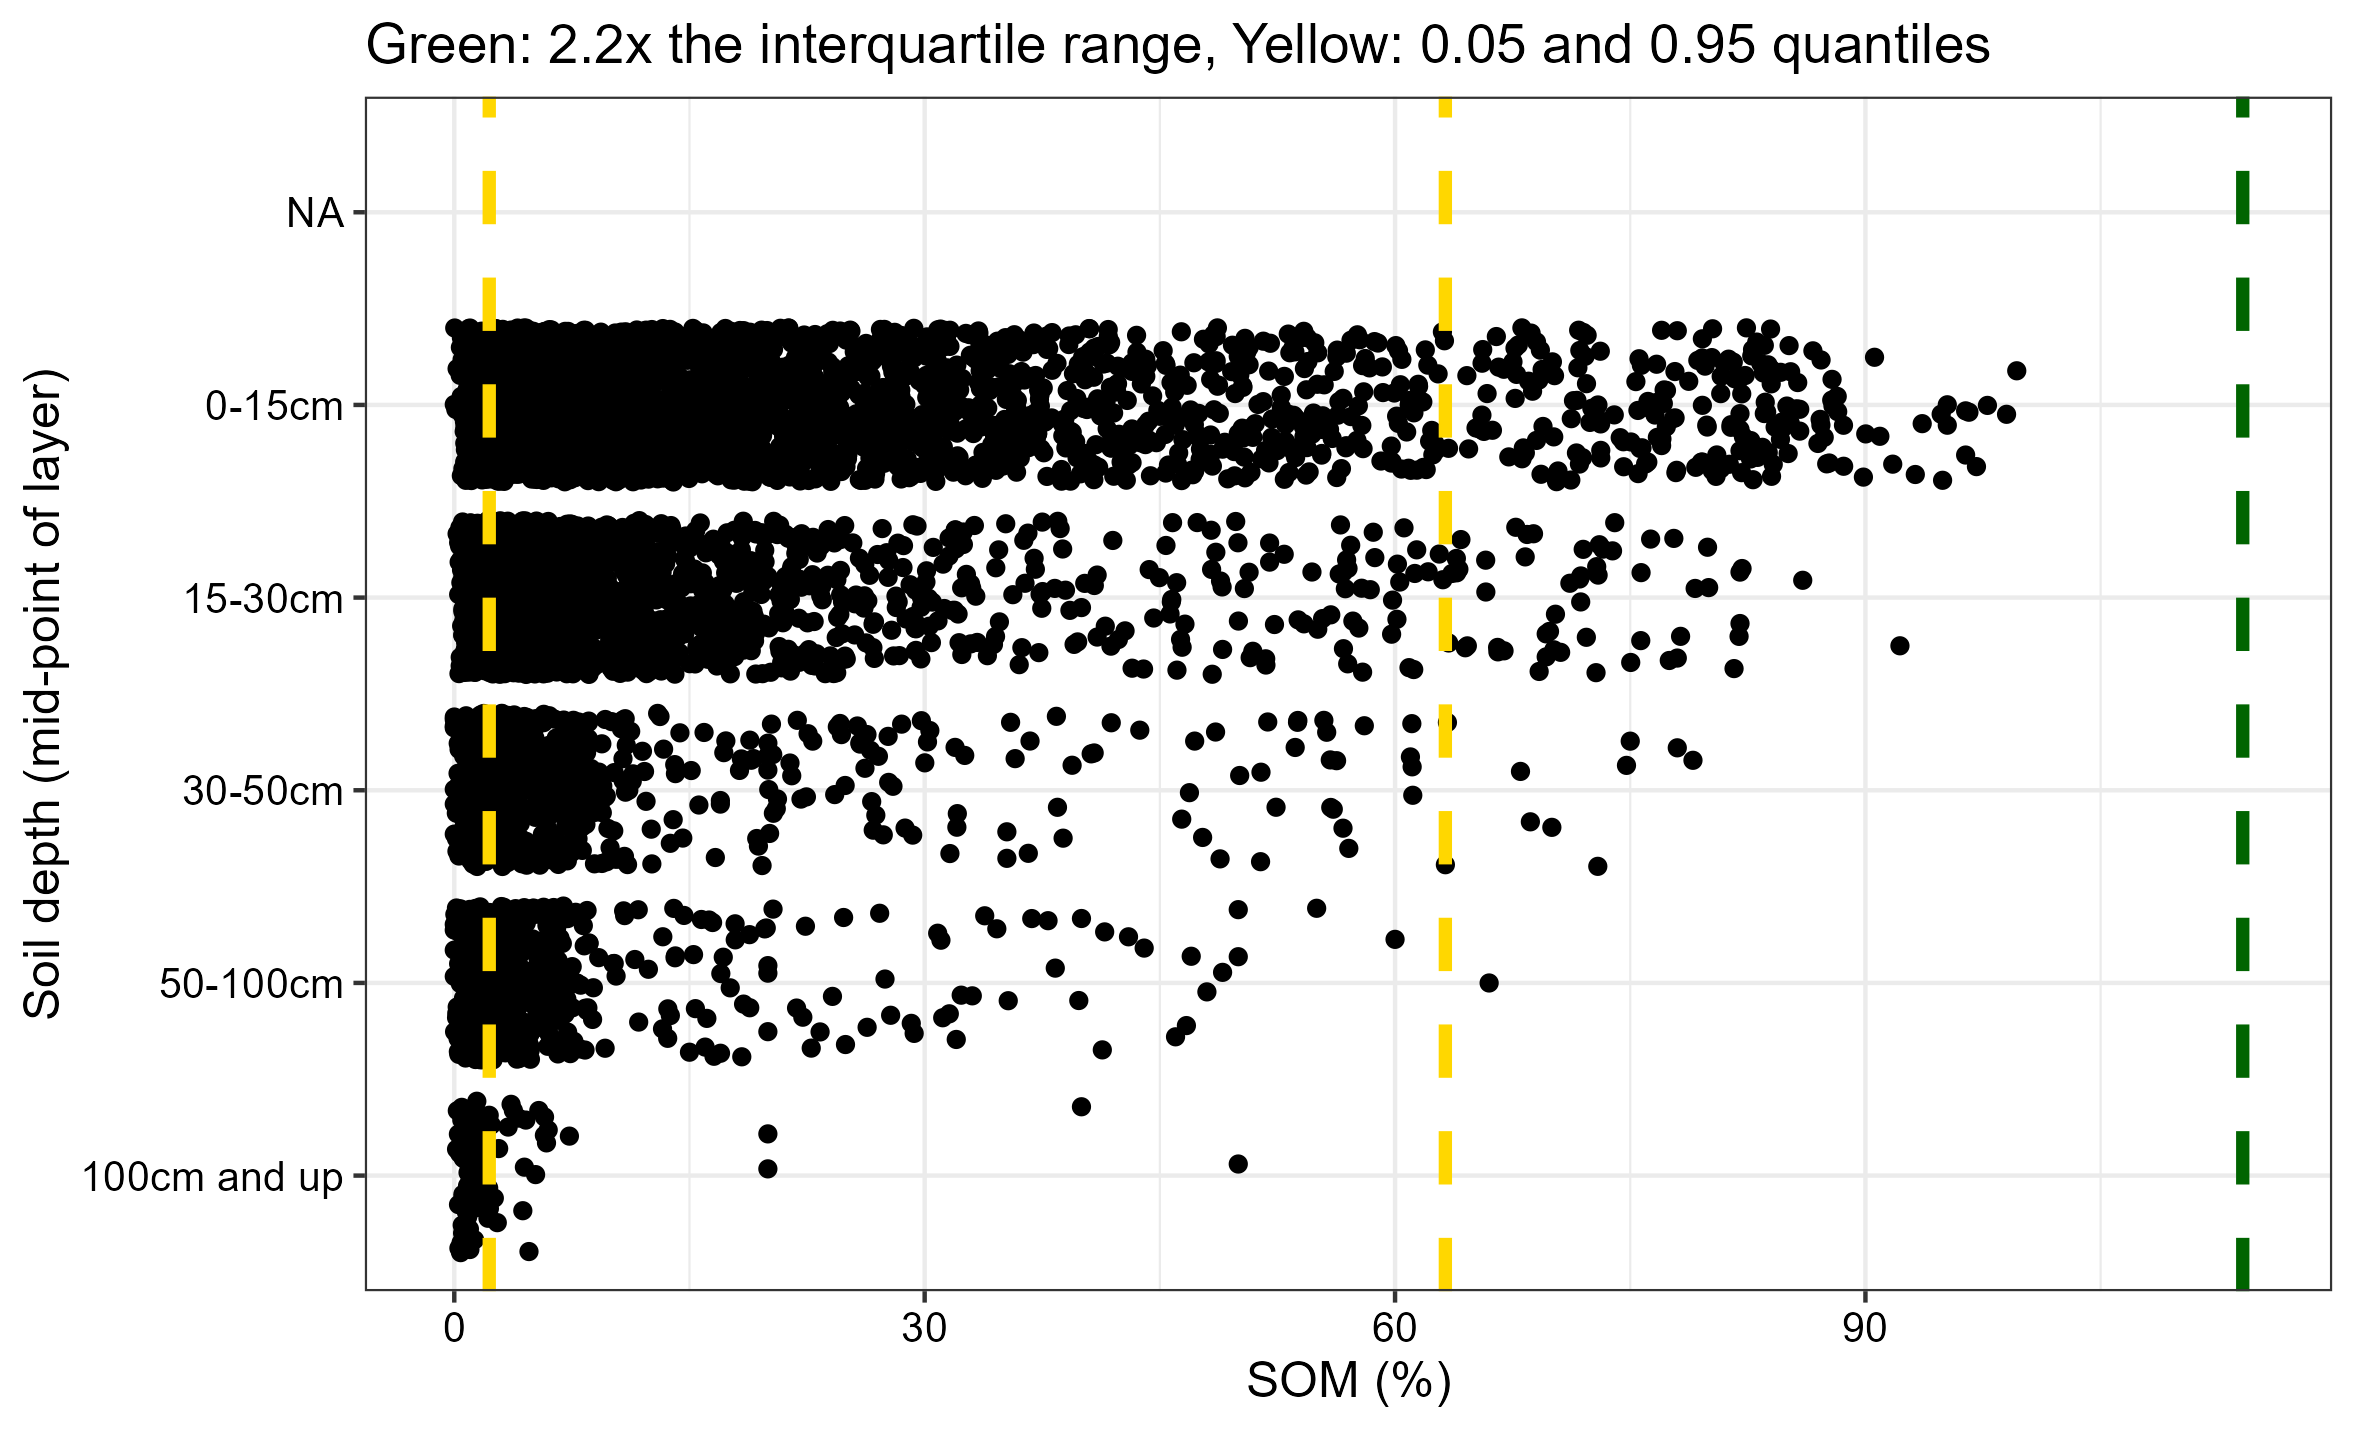 Green: 2.2x the interquartile range, Yellow: 0.05 and 0.95 quantiles
Soil depth (mid-point of layer)
NA
0-15cm
15-30cm
30-50cm
50-100cm
100cm and up
0 30 60 90
SOM (%)